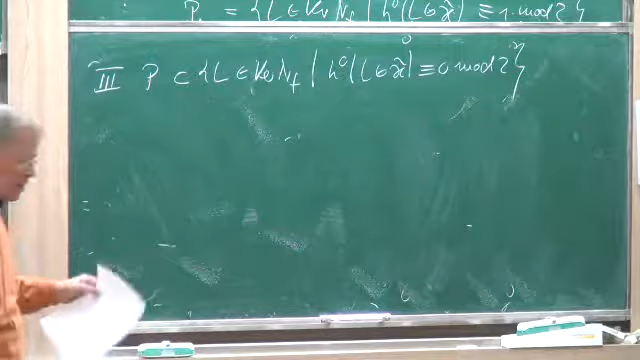 P₋ = {L ∈ Ker N_f | h⁰(L⊗x̃) ≡ 1 mod 2}
III P ⊂ {L ∈ Ker N_f | h⁰(L⊗x̃) ≡ 0 mod 2}